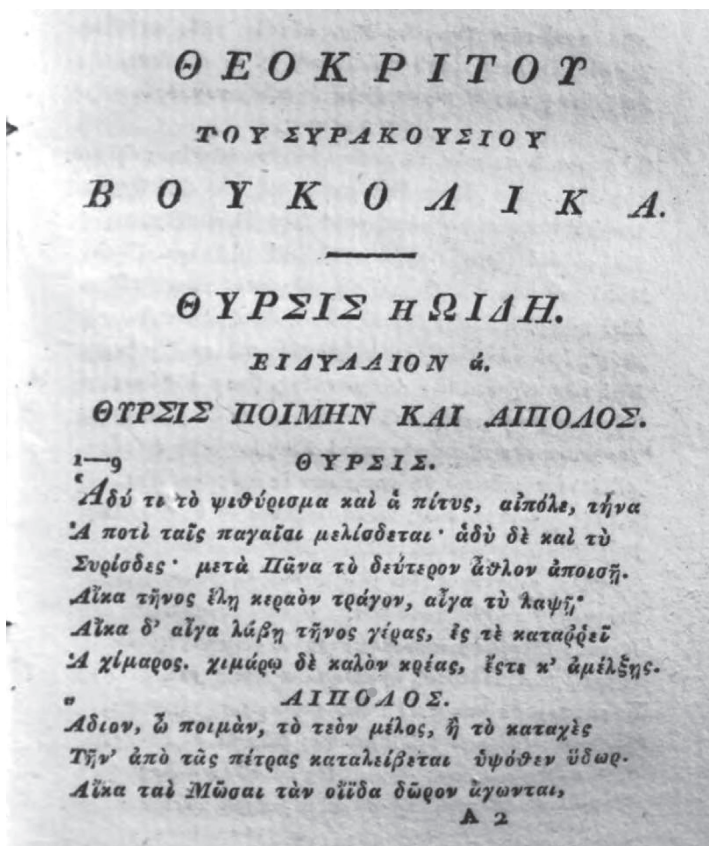 ΘΕΟΚΡΙΤΟΥ
ΤΟΥ ΣΥΡΑΚΟΥΣΙΟΥ
ΒΟΥΚΟΛΙΚΑ.
ΘΥΡΣΙΣ Η ΩΙΔΗ.
ΕΙΔΥΛΛΙΟΝ ά.
ΘΥΡΣΙΣ ΠΟΙΜΗΝ ΚΑΙ ΑΙΠΟΛΟΣ.
1—9 ΘΥΡΣΙΣ.
Ἁδύ τι τὸ ψιθύρισμα καὶ ἁ πίτυς, αἰπόλε, τήνα
Ἁ ποτὶ ταῖς παγαῖσι μελίσδεται· ἁδὺ δὲ καὶ τὺ
Συρίσδες· μετὰ Πᾶνα τὸ δεύτερον ἆθλον ἀποισῇ.
Αἴκα τῆνος ἕλῃ κεραὸν τράγον, αἶγα τὺ λαψῇ·
Αἴκα δ' αἶγα λάβῃ τῆνος γέρας, ἐς τὲ καταῤῥεῖ
Ἁ χίμαρος. χιμάρῳ δὲ καλὸν κρέας, ἔςτε κ' ἀμέλξῃς.
ΑΙΠΟΛΟΣ.
Ἅδιον, ὦ ποιμὰν, τὸ τεὸν μέλος, ἢ τὸ καταχὲς
Τῆν' ἀπὸ τᾶς πέτρας καταλείβεται ὑψόθεν ὕδωρ.
Αἴκα ταὶ Μῶσαι τὰν οἴϊδα δῶρον ἄγωνται,
A 2